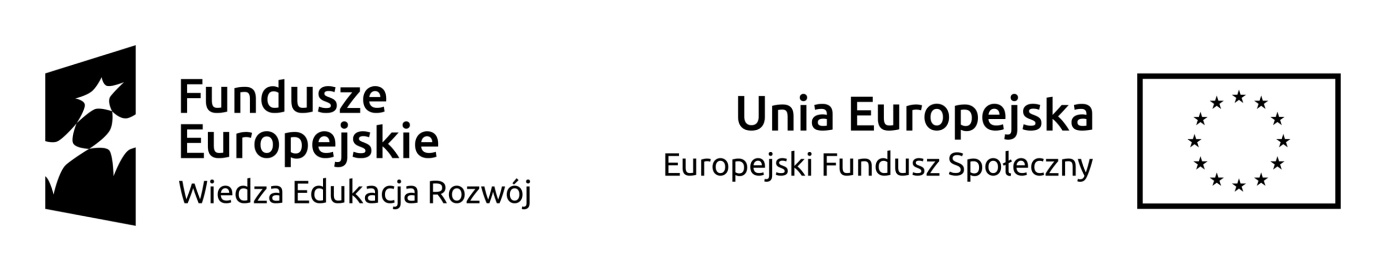 Fundusze
Europejskie
Wiedza Edukacja Rozwój
Unia Europejska
Europejski Fundusz Społeczny